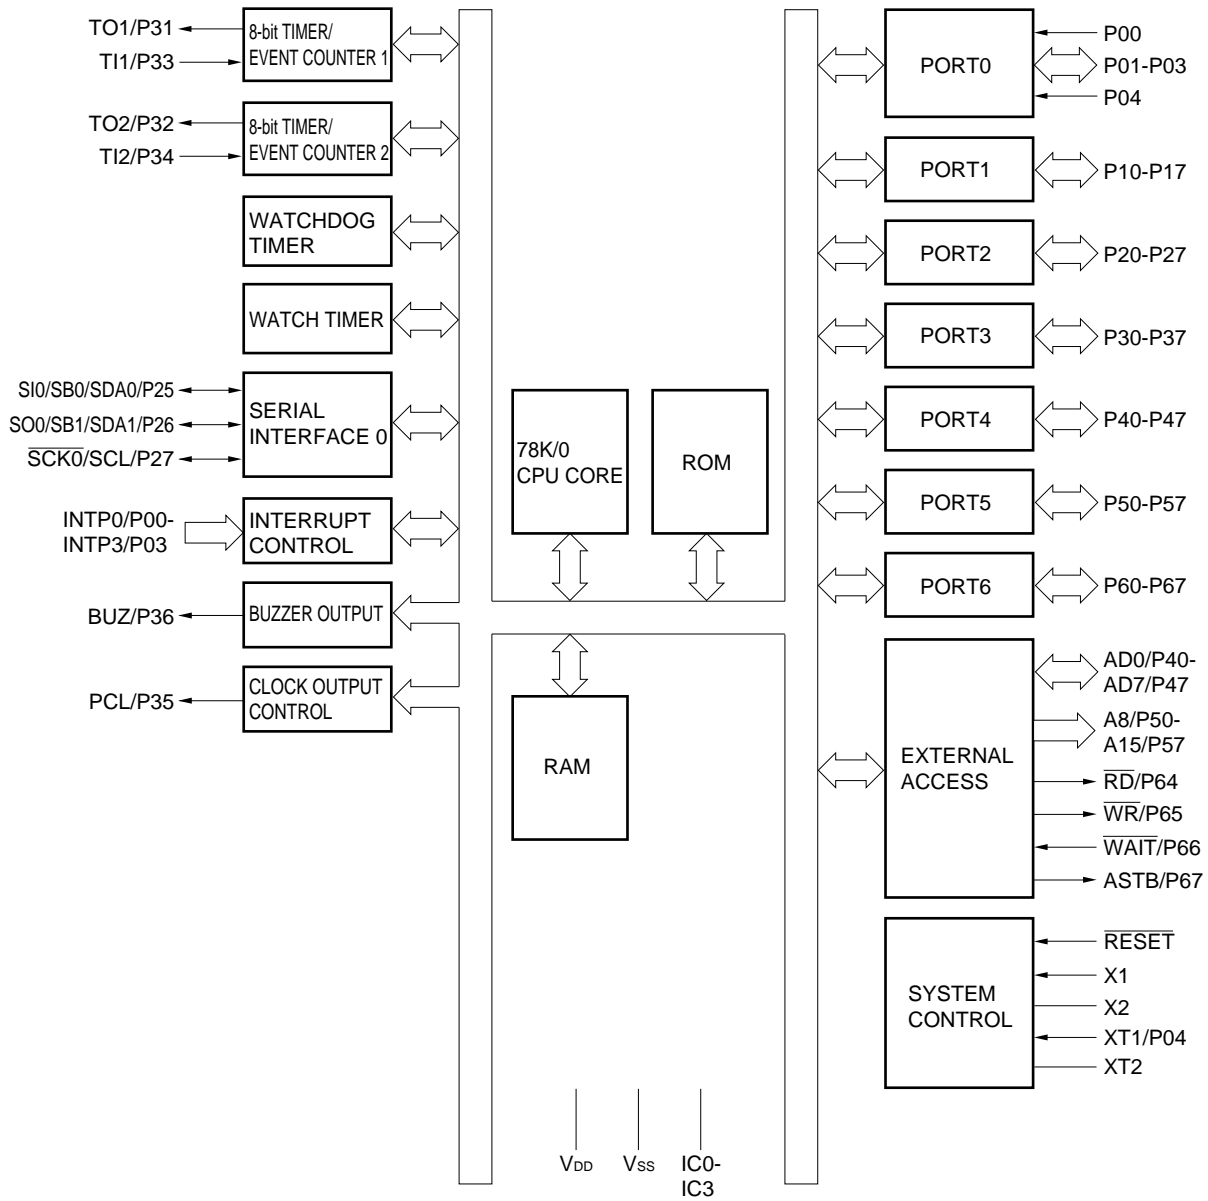 TO1/P31
TI1/P33
8-bit TIMER/
EVENT COUNTER 1
TO2/P32
TI2/P34
8-bit TIMER/
EVENT COUNTER 2
WATCHDOG
TIMER
WATCH TIMER
SI0/SB0/SDA0/P25
SO0/SB1/SDA1/P26
S̅C̅K̅0̅/SCL/P27
SERIAL
INTERFACE 0
INTP0/P00-
INTP3/P03
INTERRUPT
CONTROL
BUZ/P36
BUZZER OUTPUT
PCL/P35
CLOCK OUTPUT
CONTROL
78K/0
CPU CORE
ROM
RAM
VDD
VSS
IC0-
IC3
PORT0
P00
P01-P03
P04
PORT1
P10-P17
PORT2
P20-P27
PORT3
P30-P37
PORT4
P40-P47
PORT5
P50-P57
PORT6
P60-P67
EXTERNAL
ACCESS
AD0/P40-
AD7/P47
A8/P50-
A15/P57
R̅D̅/P64
W̅R̅/P65
W̅A̅I̅T̅/P66
ASTB/P67
SYSTEM
CONTROL
R̅E̅S̅E̅T̅
X1
X2
XT1/P04
XT2